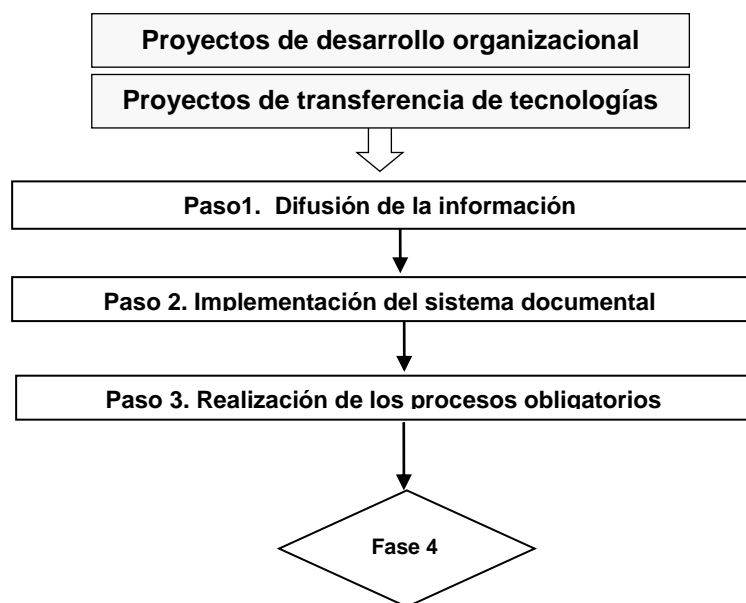 Proyectos de desarrollo organizacional
Proyectos de transferencia de tecnologías
Paso1. Difusión de la información
Paso 2. Implementación del sistema documental
Paso 3. Realización de los procesos obligatorios
Fase 4